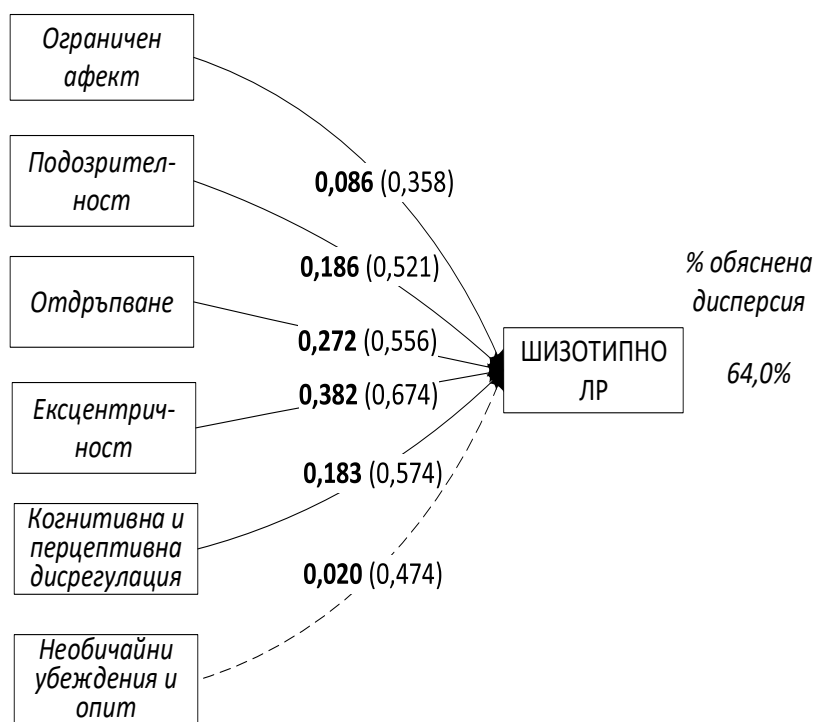 Ограничен
афект
Подозрител-
ност
Отдръпване
Ексцентрич-
ност
Когнитивна и
перцептивна
дисрегулация
Необичайни
убеждения и
опит
0,086 (0,358)
0,186 (0,521)
0,272 (0,556)
0,382 (0,674)
0,183 (0,574)
0,020 (0,474)
ШИЗОТИПНО
ЛР
% обяснена
дисперсия
64,0%